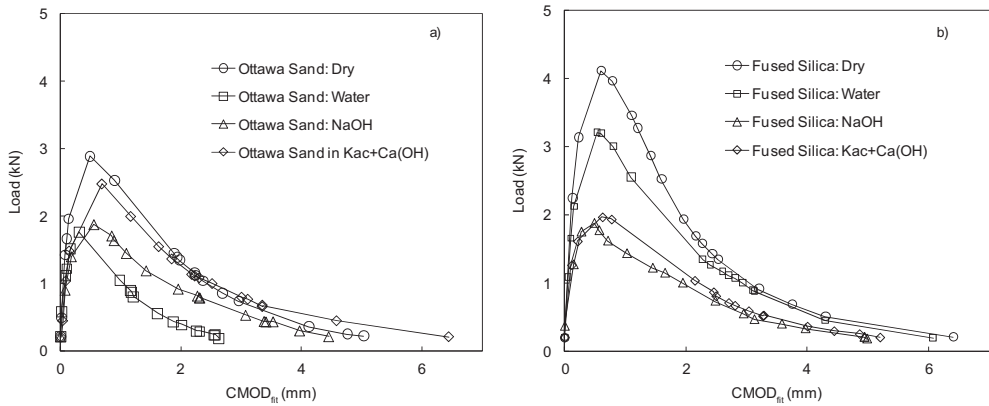 a)
5
4
3
2
1
0
Load (kN)
Ottawa Sand: Dry
Ottawa Sand: Water
Ottawa Sand: NaOH
Ottawa Sand in Kac+Ca(OH)
0 2 4 6
CMODfit (mm)
b)
5
4
3
2
1
0
Load (kN)
Fused Silica: Dry
Fused Silica: Water
Fused Silica: NaOH
Fused Silica: Kac+Ca(OH)
0 2 4 6
CMODfit (mm)